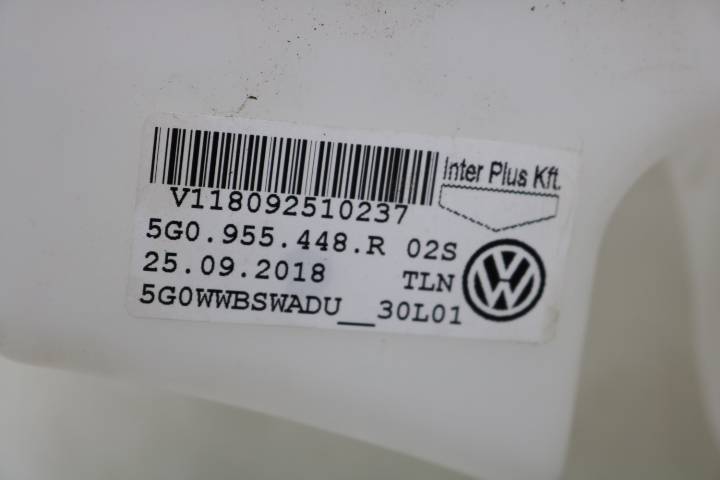 Inter Plus Kft.
V118092510237
5G0.955.448.R 02S
25.09.2018 TLN
5G0WWBSWADU__30L01